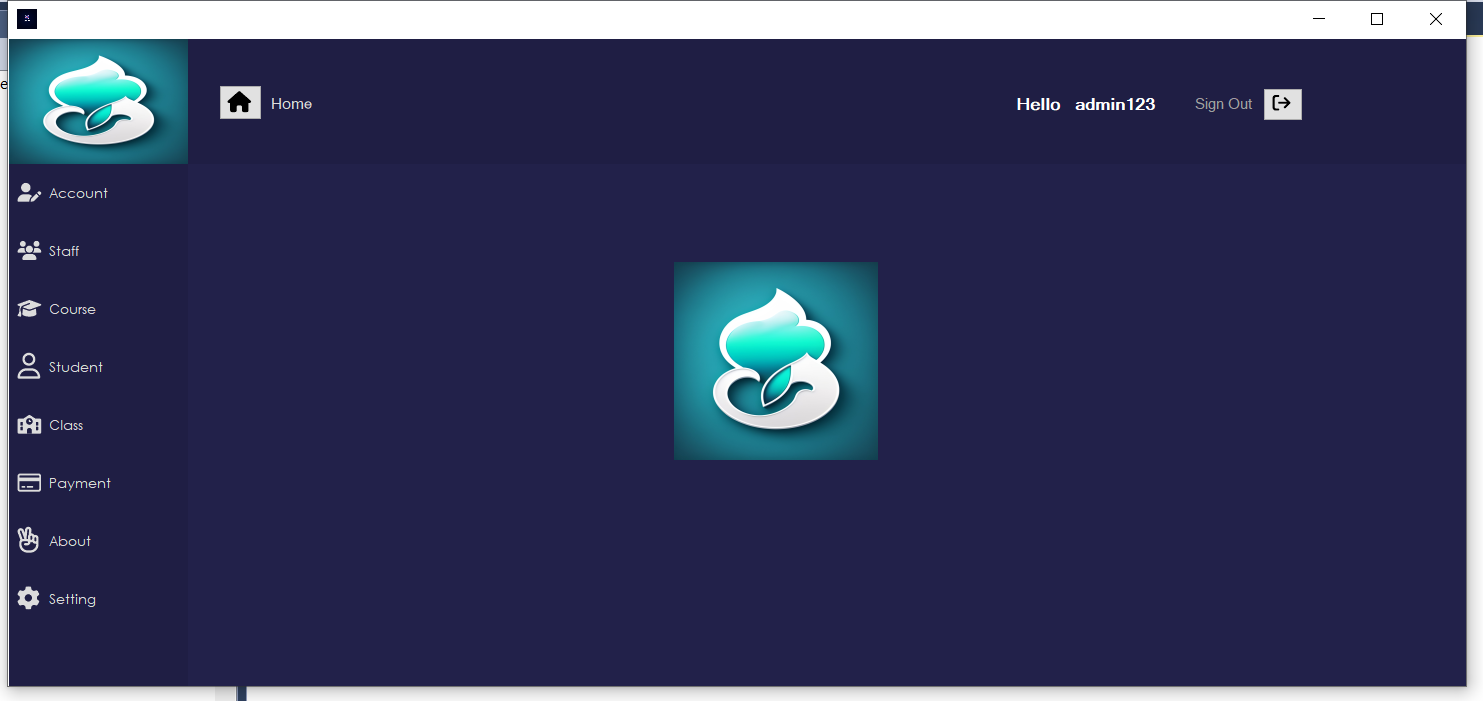 Home
Hello admin123
Sign Out
Account
Staff
Course
Student
Class
Payment
About
Setting